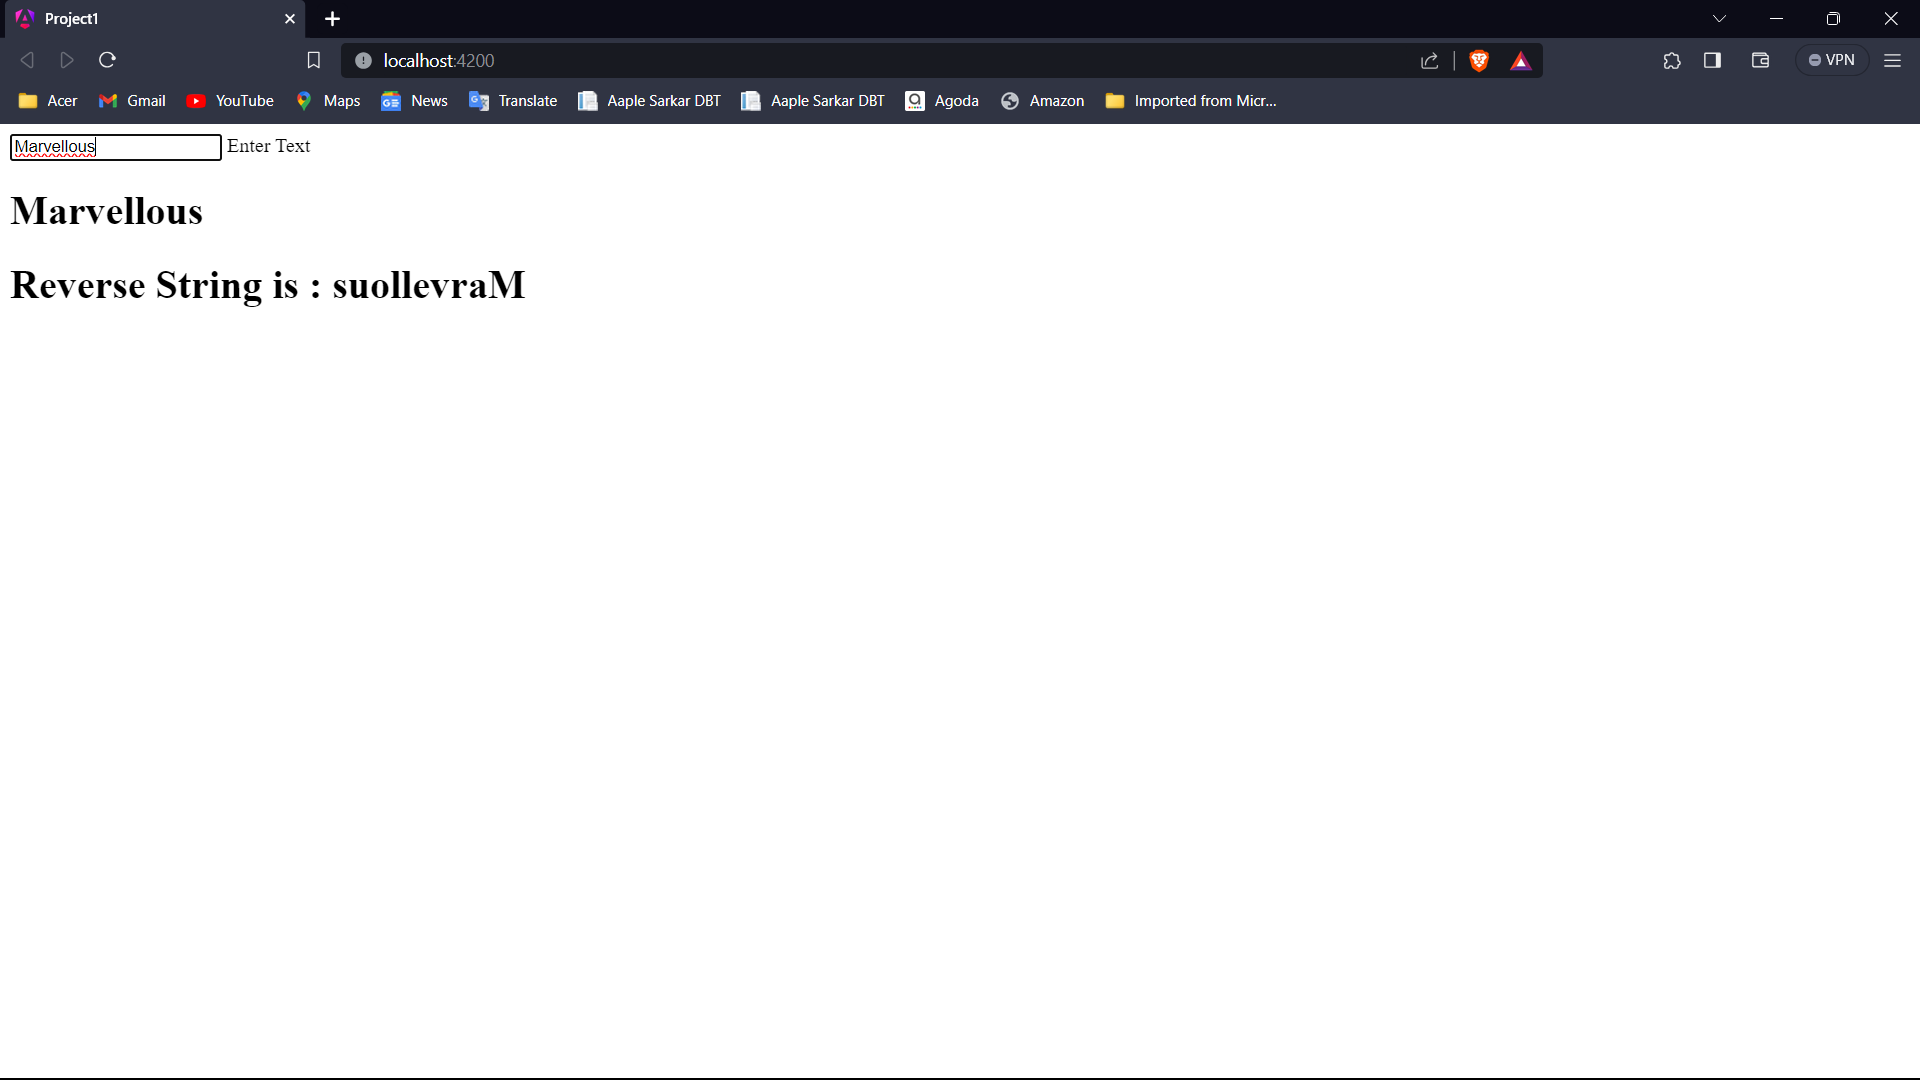 Project1
localhost:4200
VPN
Acer Gmail YouTube Maps News Translate Aaple Sarkar DBT Aaple Sarkar DBT Agoda Amazon Imported from Micr...
Marvellous Enter Text
Marvellous
Reverse String is : suollevraM